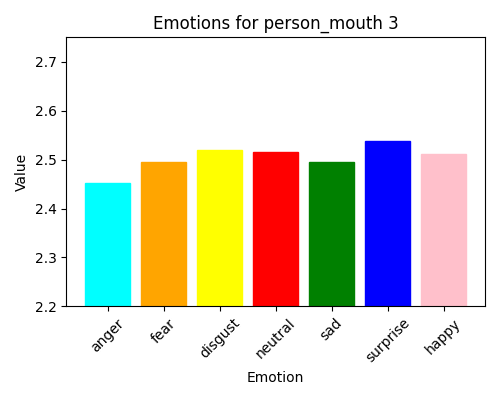 Emotions for person_mouth 3
Value
2.7
2.6
2.5
2.4
2.3
2.2
anger
fear
disgust
neutral
sad
surprise
happy
Emotion